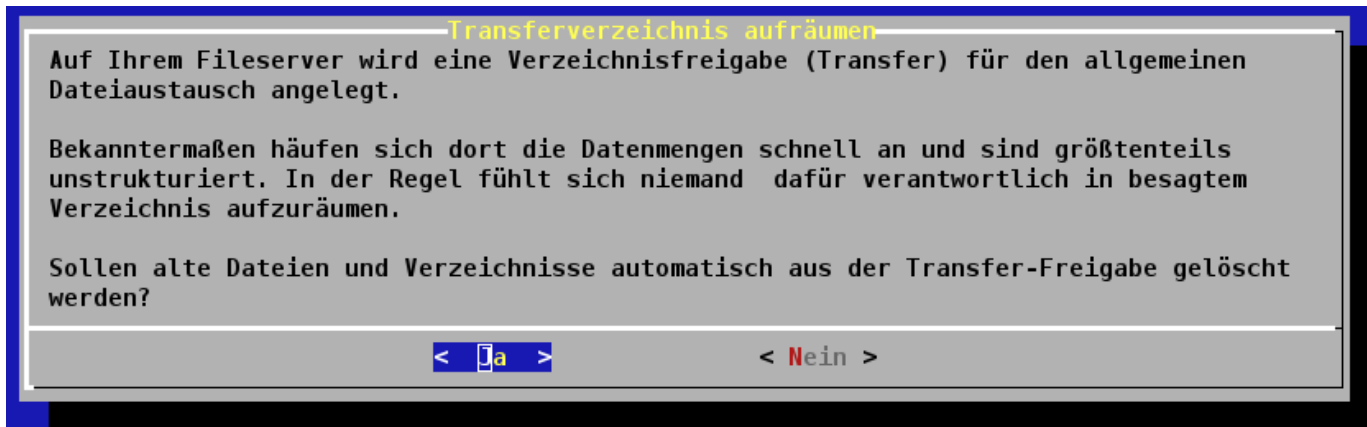 Transferverzeichnis aufräumen
Auf Ihrem Fileserver wird eine Verzeichnisfreigabe (Transfer) für den allgemeinen
Dateiaustausch angelegt.
Bekanntermaßen häufen sich dort die Datenmengen schnell an und sind größtenteils
unstrukturiert. In der Regel fühlt sich niemand  dafür verantwortlich in besagtem
Verzeichnis aufzuräumen.
Sollen alte Dateien und Verzeichnisse automatisch aus der Transfer-Freigabe gelöscht
werden?
<  Ja  > < Nein >